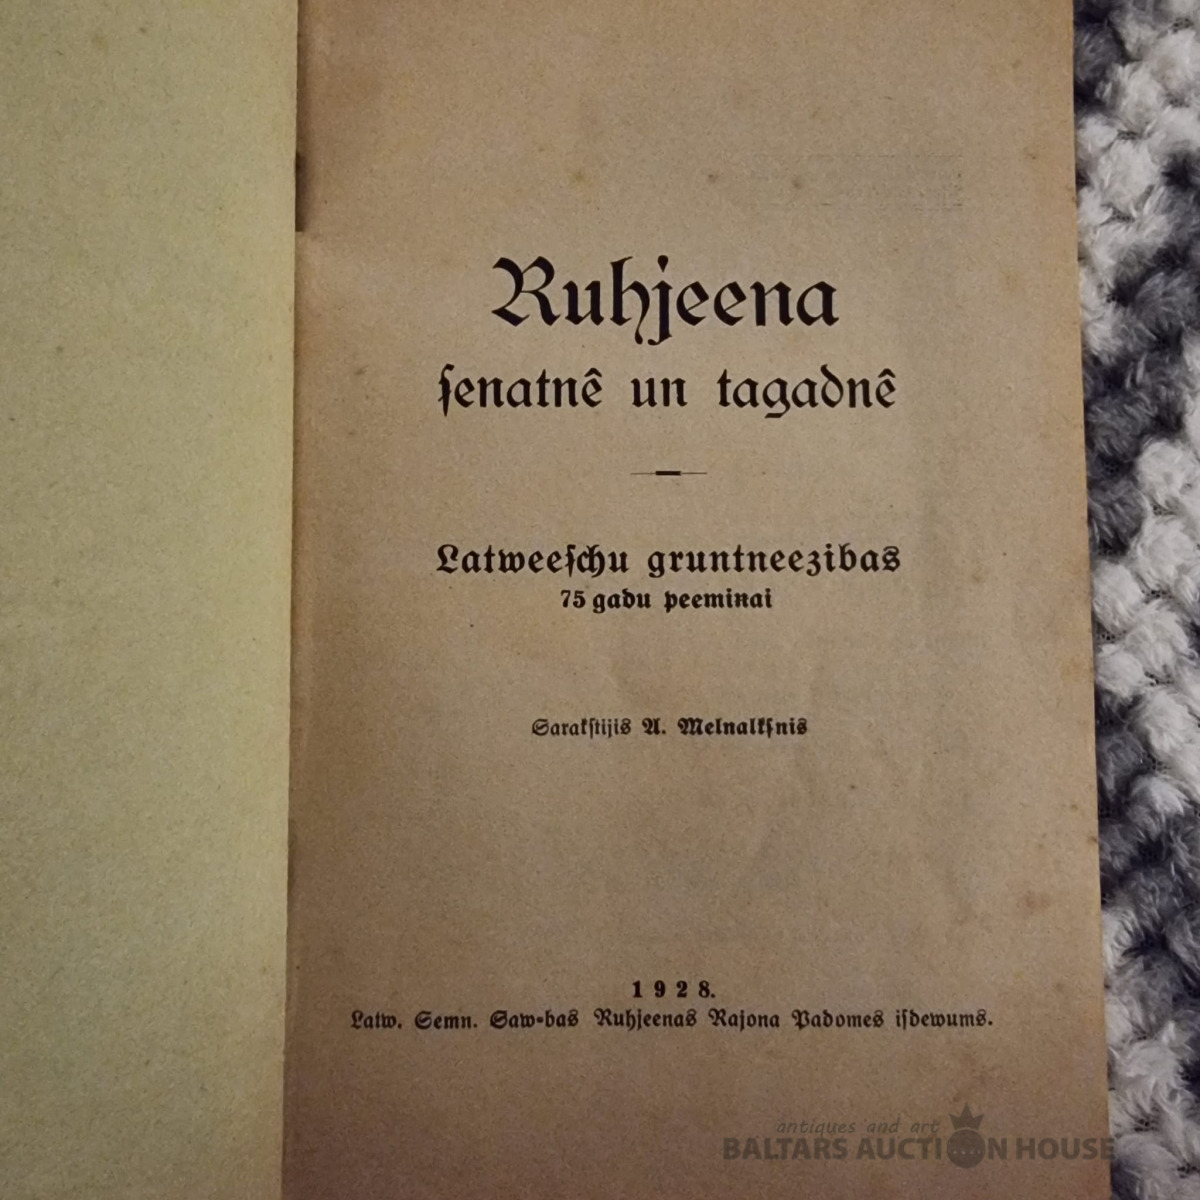 Ruhjeena
ſenatnê un tagadnê
Latweeſchu gruntneezibas
75 gadu peeminai
Sarakſtijis A. Melnalkſnis
1928.
Latw. Semn. Saw-bas Ruhjeenas Rajona Padomes iſdewums.
antiques and art
BALTARS AUCTION HOUSE